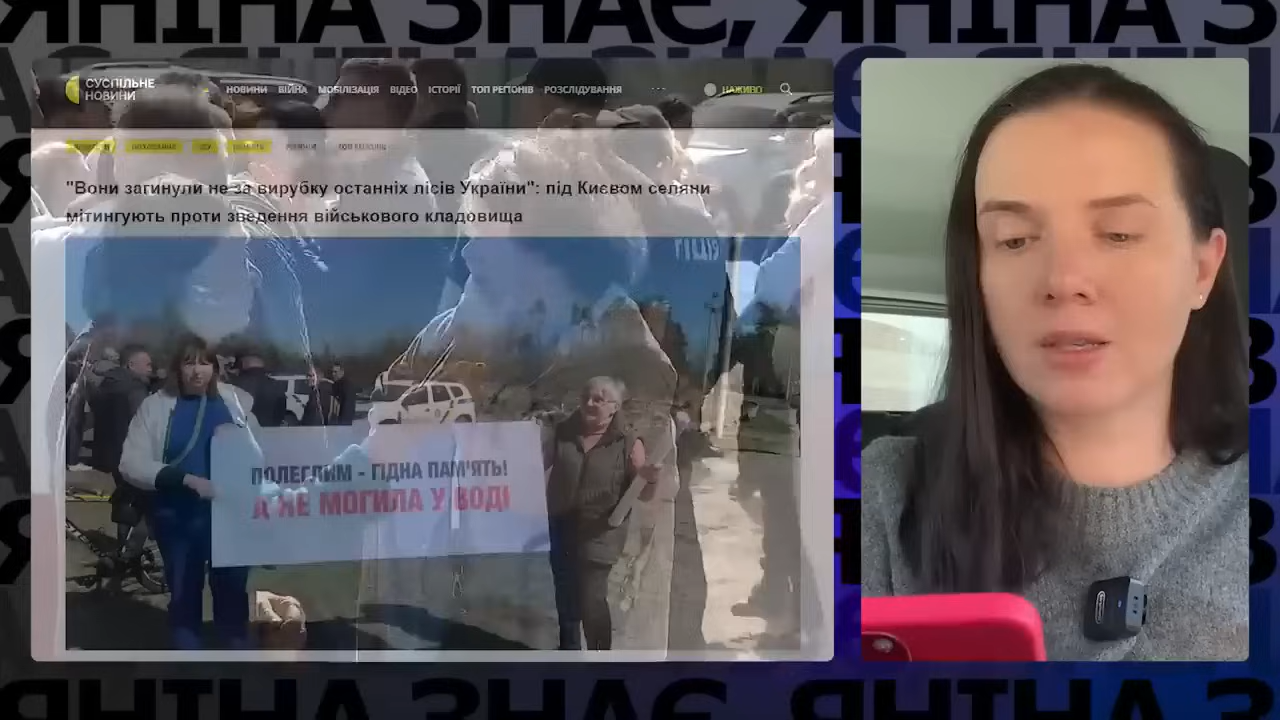 ЯНІНА ЗНАЄ, ЯНІНА З
СУСПІЛЬНЕ
НОВИНИ
НОВИНИ ВІЙНА МОБІЛІЗАЦІЯ ВІДЕО ІСТОРІЇ ТОП РЕГІОНІВ РОЗСЛІДУВАННЯ ... НАЖИВО
"Вони загинули не за вирубку останніх лісів України": під Києвом селяни
мітингують проти зведення військового кладовища
ПОЛЕГЛИМ - ГІДНА ПАМ'ЯТЬ!
А НЕ МОГИЛА У ВОДІ
ЯНІНА ЗНАЄ, ЯНІНА З